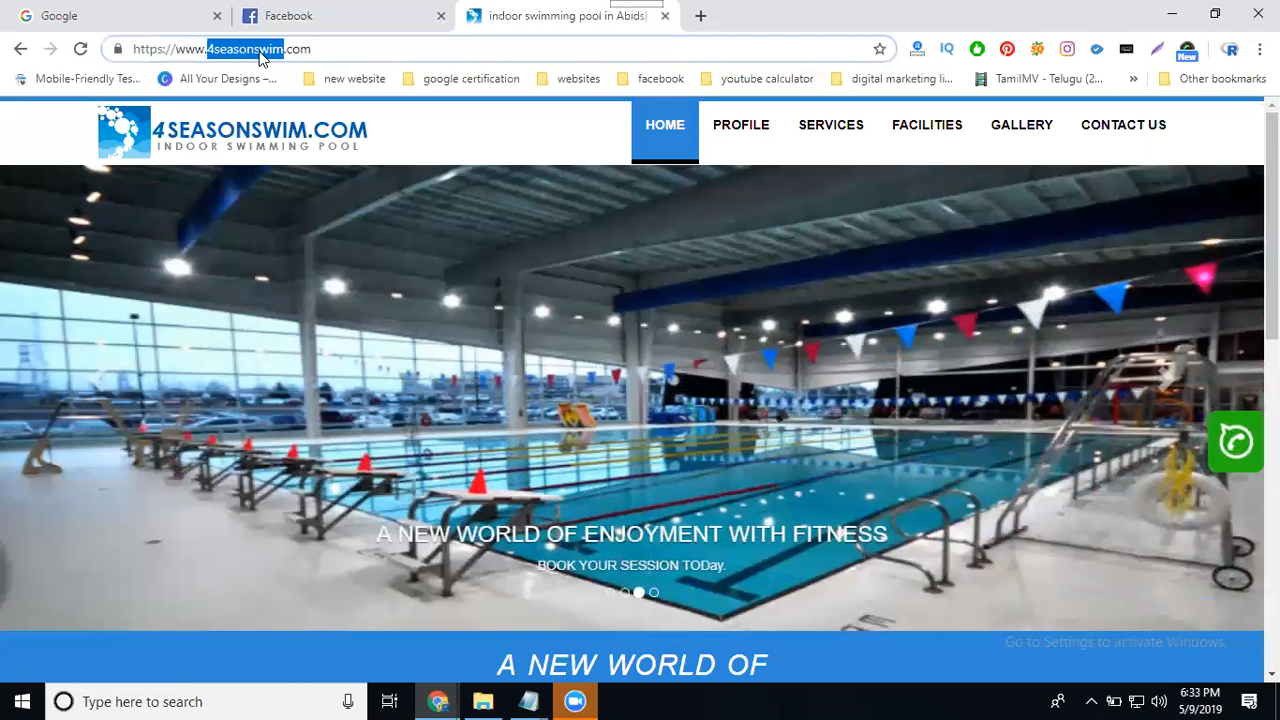 Google
Facebook
indoor swimming pool in Abids
https://www.4seasonswim.com
New
Mobile-Friendly Tes...
All Your Designs –...
new website
google certification
websites
facebook
youtube calculator
digital marketing li...
TamilMV - Telugu (2...
Other bookmarks
4SEASONSWIM.COM
INDOOR SWIMMING POOL
HOME
PROFILE
SERVICES
FACILITIES
GALLERY
CONTACT US
A NEW WORLD OF ENJOYMENT WITH FITNESS
BOOK YOUR SESSION TODay.
Go to Settings to activate Windows.
A NEW WORLD OF
Type here to search
6:33 PM
5/9/2019